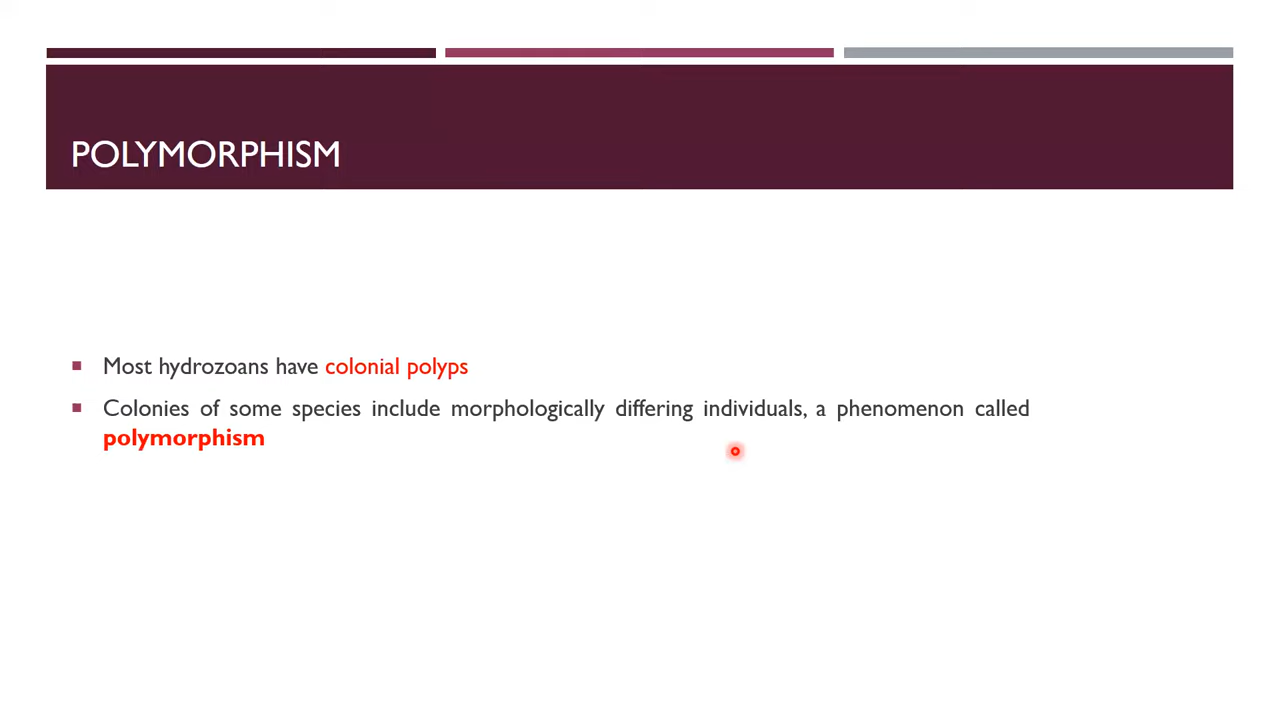 POLYMORPHISM
Most hydrozoans have colonial polyps
Colonies of some species include morphologically differing individuals, a phenomenon called
polymorphism